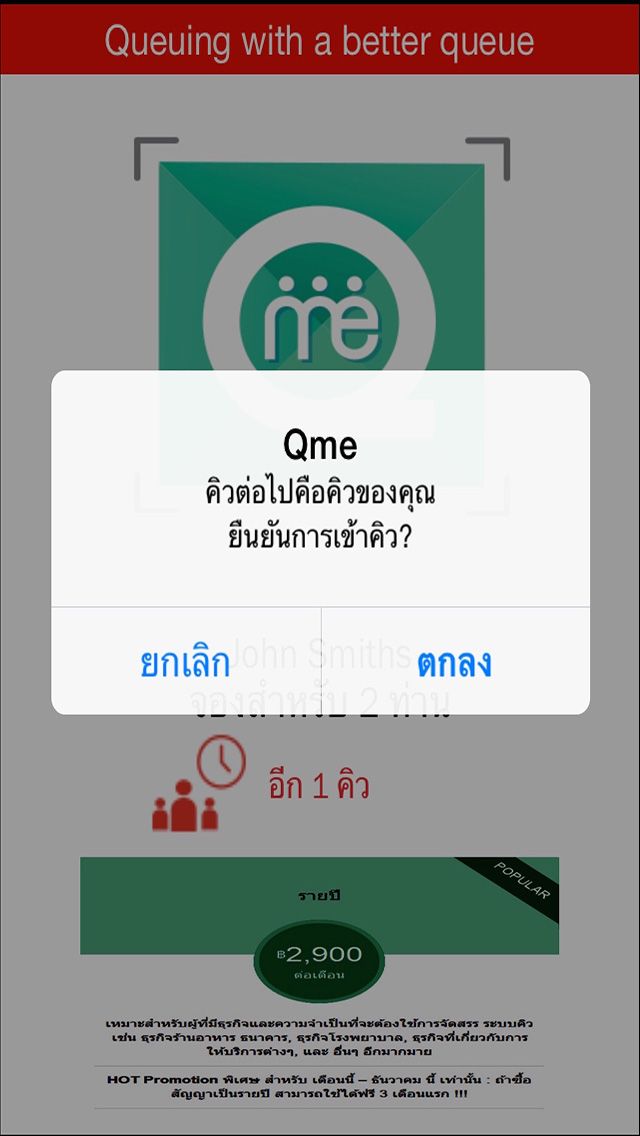 Queuing with a better queue
me
Qme
คิวต่อไปคือคิวของคุณ
ยืนยันการเข้าคิว?
ยกเลิก
ตกลง
John Smiths
จองสำหรับ 2 ท่าน
อีก 1 คิว
POPULAR
รายปี
฿2,900
ต่อเดือน
เหมาะสำหรับผู้ที่มีธุรกิจและความจำเป็นที่จะต้องใช้การจัดสรร ระบบคิว
เช่น ธุรกิจร้านอาหาร ธนาคาร, ธุรกิจโรงพยาบาล, ธุรกิจที่เกี่ยวกับการ
ให้บริการต่างๆ, และ อื่นๆ อีกมากมาย
HOT Promotion พิเศษ สำหรับ เดือนนี้ – ธันวาคม นี้ เท่านั้น : ถ้าซื้อ
สัญญาเป็นรายปี สามารถใช้ได้ฟรี 3 เดือนแรก !!!